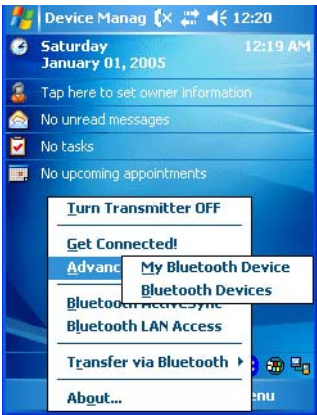 Device Manag 12:20
Saturday 12:19 AM
January 01, 2005
Tap here to set owner information
No unread messages
No tasks
No upcoming appointments
Turn Transmitter OFF
Get Connected!
Advanc
My Bluetooth Device
Bluetooth Devices
Bluetooth ActiveSync
Bluetooth LAN Access
Transfer via Bluetooth
About...
enu